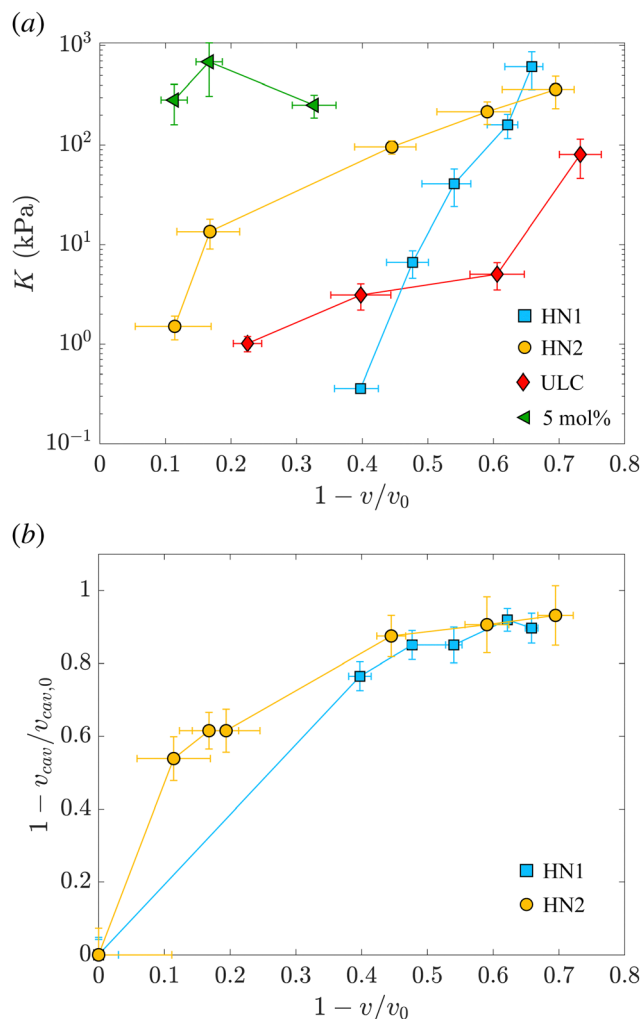 (a)
10³
10²
10¹
10⁰
10⁻¹
K (kPa)
HN1
HN2
ULC
5 mol%
0 0.1 0.2 0.3 0.4 0.5 0.6 0.7 0.8
1 − v/v₀
(b)
1
0.8
0.6
0.4
0.2
0
1 − v_cav/v_cav,0
HN1
HN2
0 0.1 0.2 0.3 0.4 0.5 0.6 0.7 0.8
1 − v/v₀